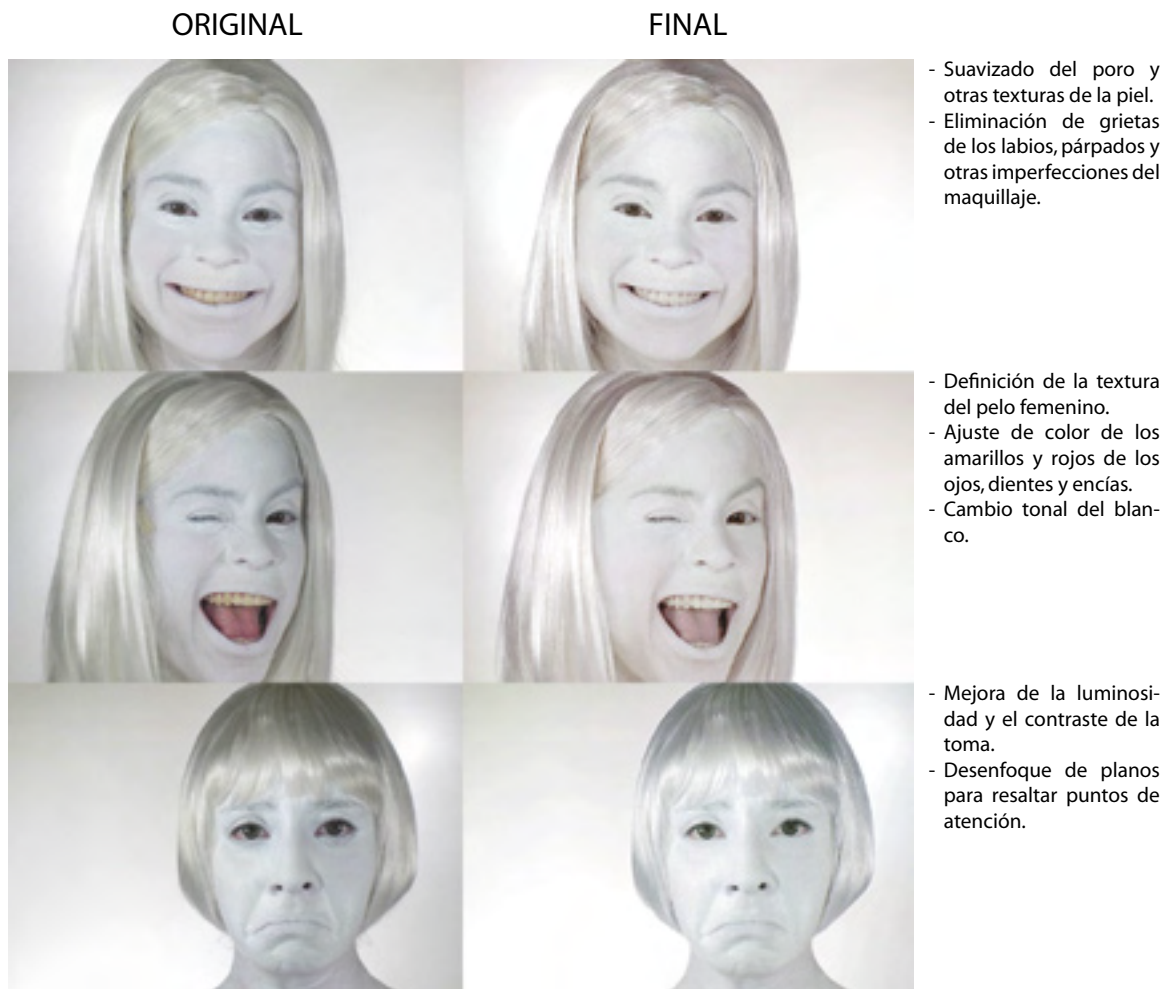 ORIGINAL
FINAL
- Suavizado del poro y
otras texturas de la piel.
- Eliminación de grietas
de los labios, párpados y
otras imperfecciones del
maquillaje.
- Definición de la textura
del pelo femenino.
- Ajuste de color de los
amarillos y rojos de los
ojos, dientes y encías.
- Cambio tonal del blan-
co.
- Mejora de la luminosi-
dad y el contraste de la
toma.
- Desenfoque de planos
para resaltar puntos de
atención.